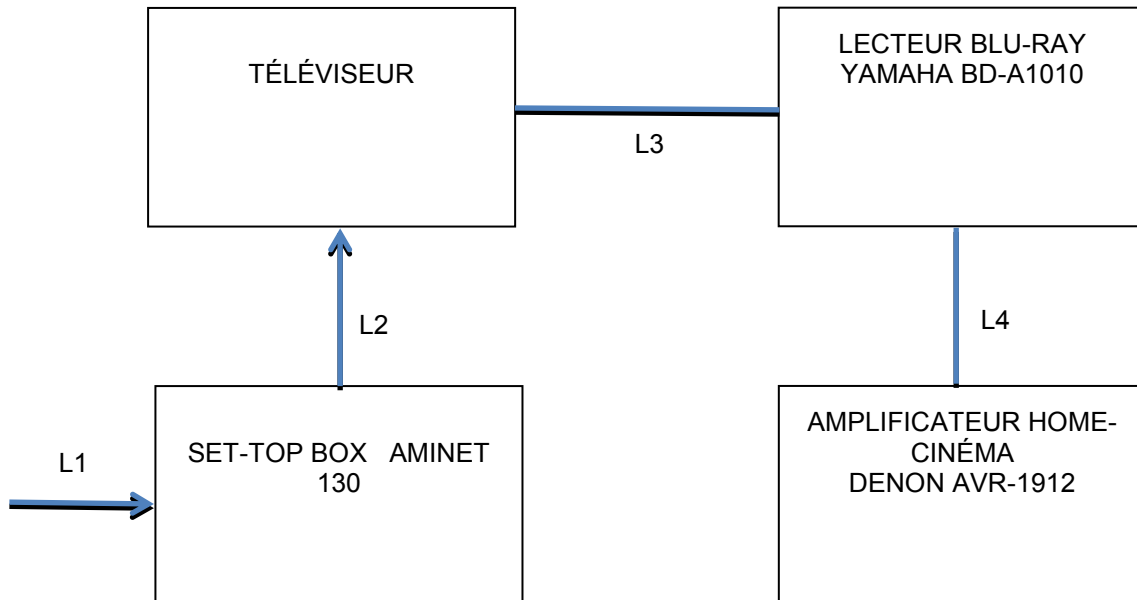 TÉLÉVISEUR
LECTEUR BLU-RAY
YAMAHA BD-A1010
L3
L2
L4
L1
SET-TOP BOX AMINET
130
AMPLIFICATEUR HOME-
CINÉMA
DENON AVR-1912